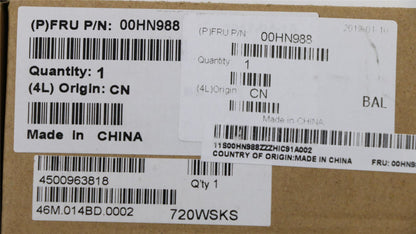 (P)FRU P/N: 00HN988
Quantity: 1
(4L) Origin: CN
Made in CHINA
(P)FRU P/N: 00HN988
Quantity: 1
(4L)Origin CN
BAL
Made in CHINA
11S00HN988ZZZHIC91A002
COUNTRY OF ORIGIN:MADE IN CHINA
FRU: 00HN
4500963818
Q'ty 1
46M.014BD.0002
720WSKS